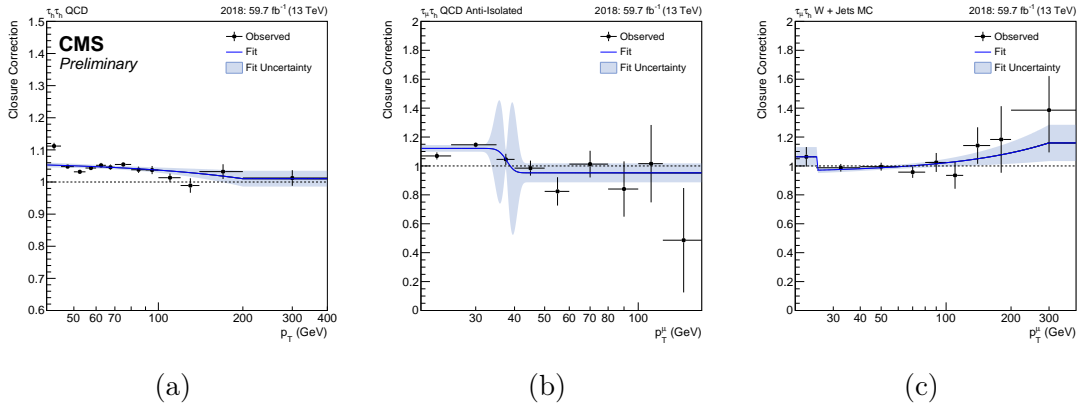 τhτh QCD 2018: 59.7 fb-1 (13 TeV)
Closure Correction
CMS
Preliminary
Observed
Fit
Fit Uncertainty
1.5
1.4
1.3
1.2
1.1
1
0.9
0.8
0.7
0.6
50 60 70 100 200 300 400
pT (GeV)
(a)
τμτh QCD Anti-Isolated 2018: 59.7 fb-1 (13 TeV)
Closure Correction
Observed
Fit
Fit Uncertainty
2
1.8
1.6
1.4
1.2
1
0.8
0.6
0.4
0.2
0
30 40 50 60 70 80 100
pTμ (GeV)
(b)
τμτh W + Jets MC 2018: 59.7 fb-1 (13 TeV)
Closure Correction
Observed
Fit
Fit Uncertainty
2
1.8
1.6
1.4
1.2
1
0.8
0.6
0.4
0.2
0
30 40 50 100 200 300
pTμ (GeV)
(c)